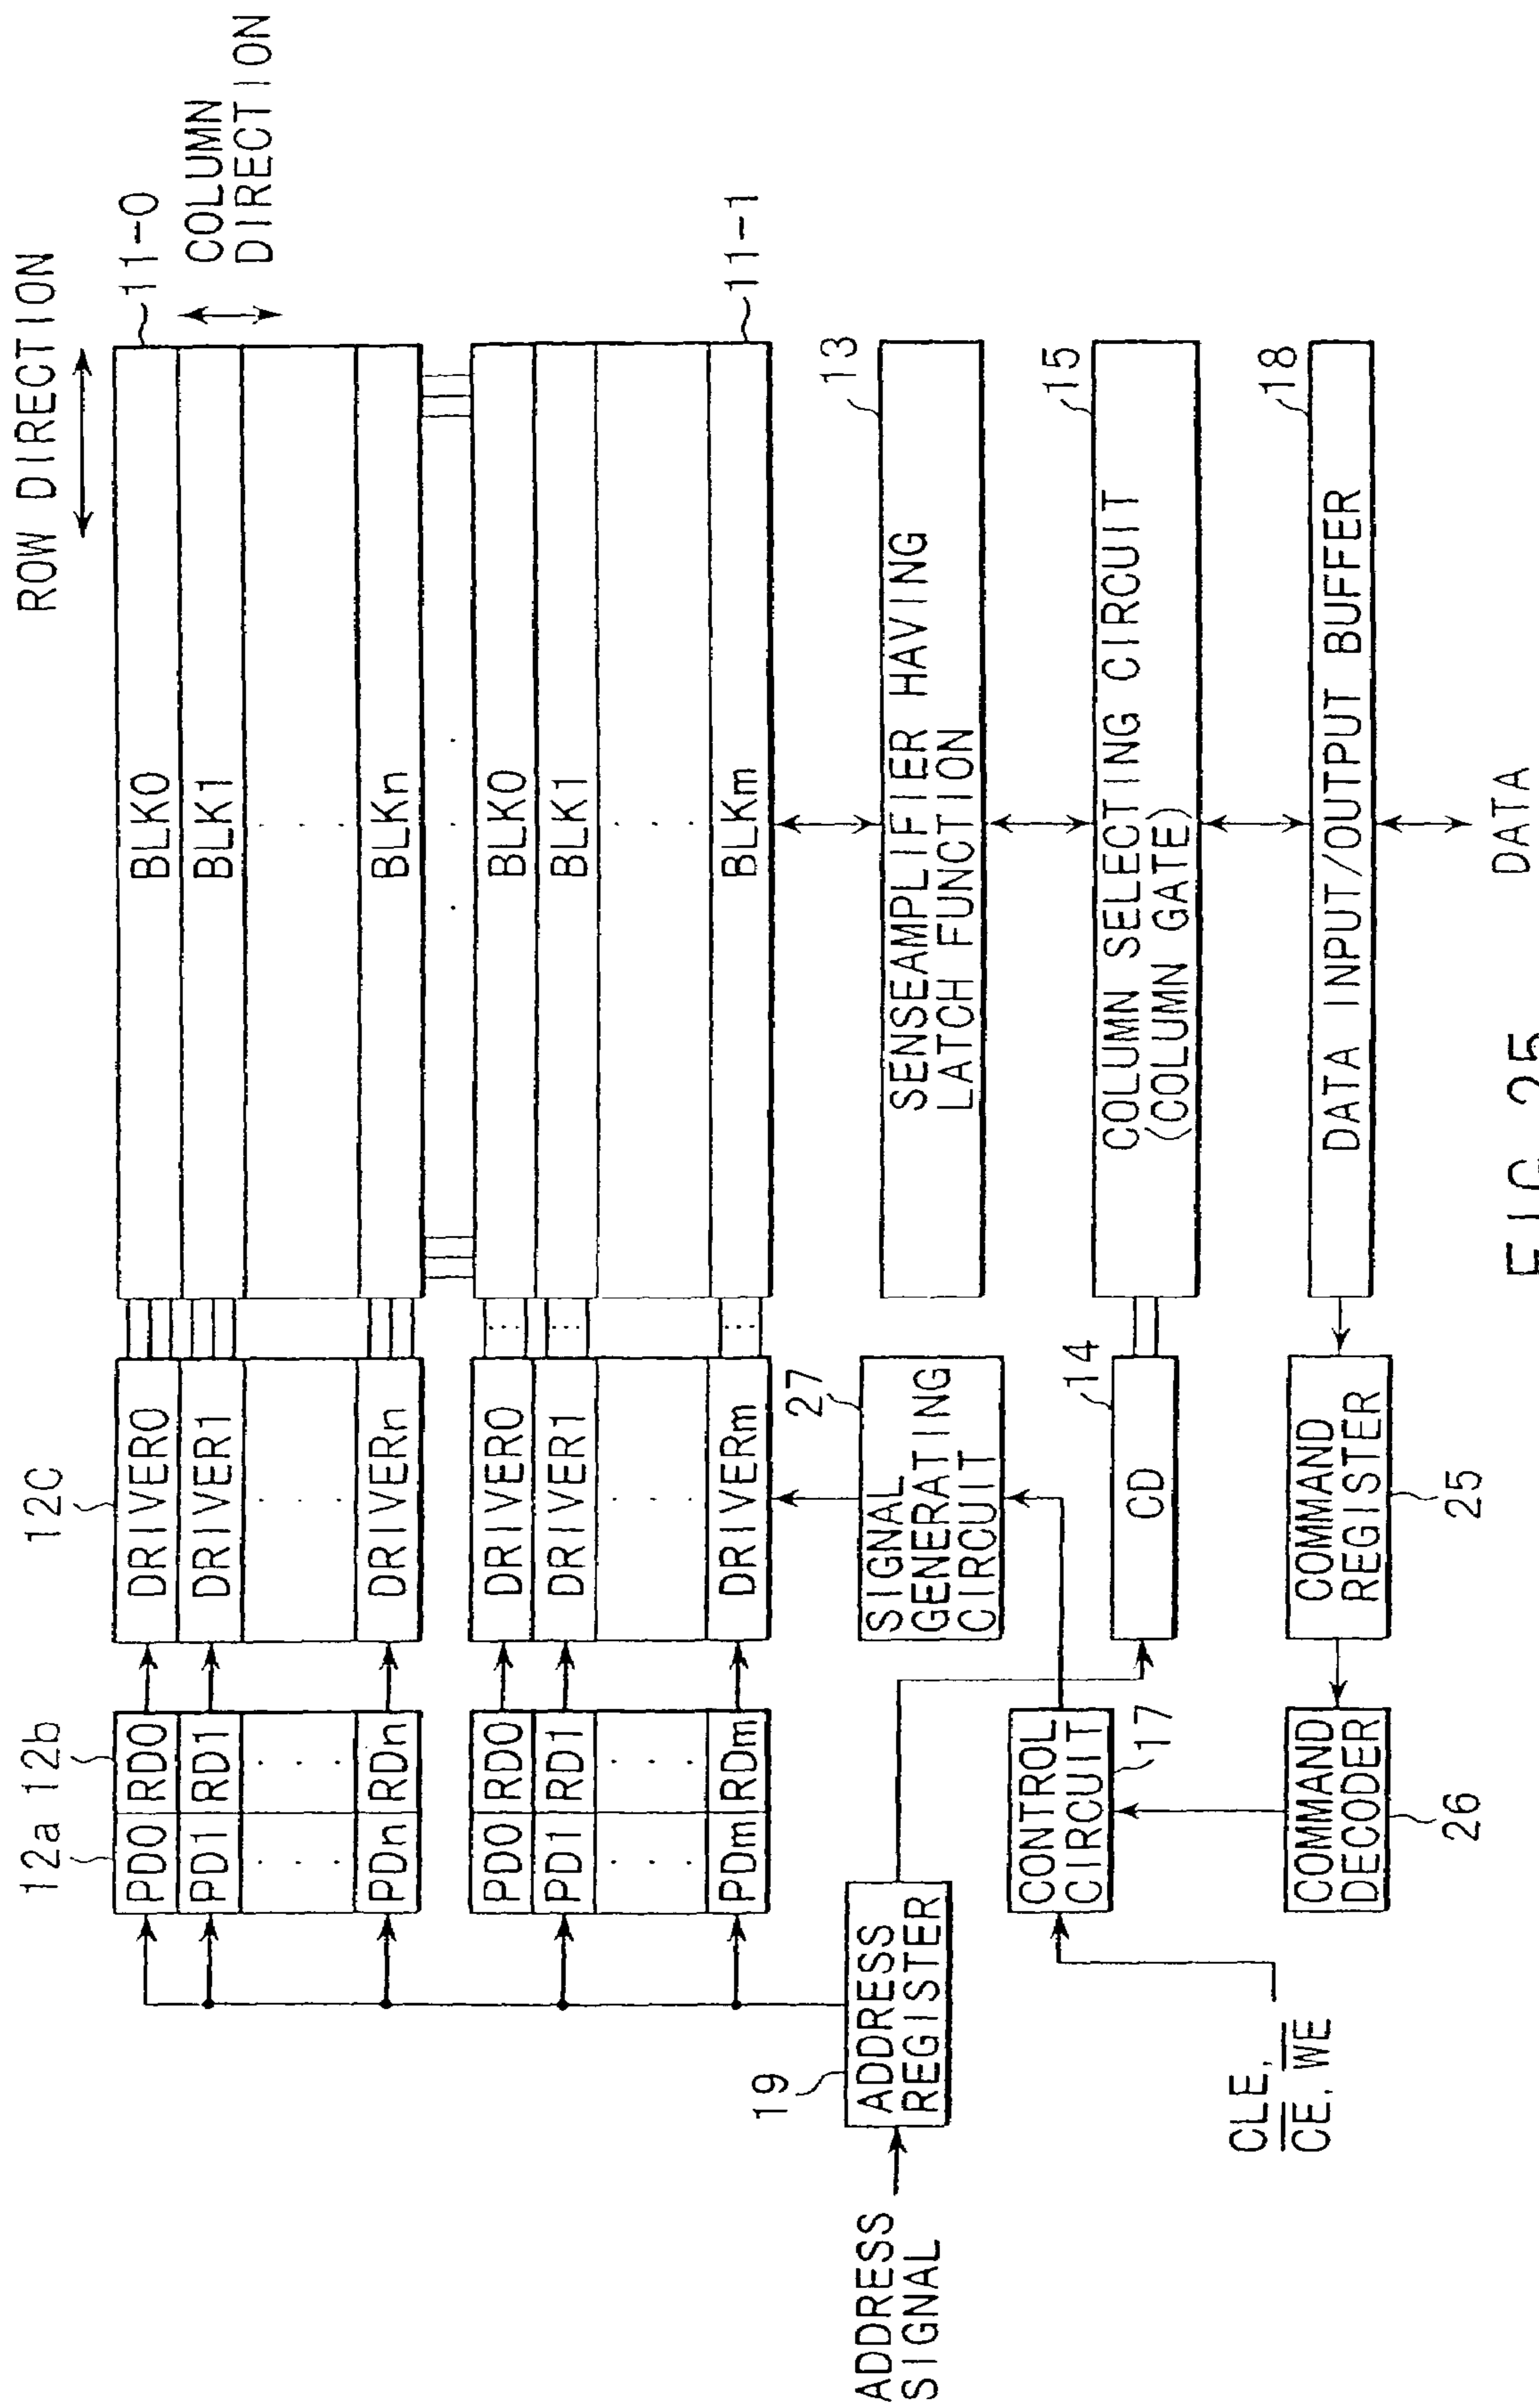 ROW DIRECTION
12a
12b
12C
11-0
COLUMN
DIRECTION
PD0
RD0
DRIVER0
BLK0
PD1
RD1
DRIVER1
BLK1
PDn
RDn
DRIVERn
BLKn
PD0
RD0
DRIVER0
BLK0
PD1
RD1
DRIVER1
BLK1
PDm
RDm
DRIVERm
BLKm
11-1
19
ADDRESS
REGISTER
ADDRESS
SIGNAL
27
SIGNAL
GENERATING
CIRCUIT
13
SENSEAMPLIFIER HAVING
LATCH FUNCTION
CONTROL
CIRCUIT
17
14
CD
15
COLUMN SELECTING CIRCUIT
(COLUMN GATE)
CLE,
CE, WE
COMMAND
DECODER
26
COMMAND
REGISTER
25
18
DATA INPUT/OUTPUT BUFFER
DATA
FIG. 25